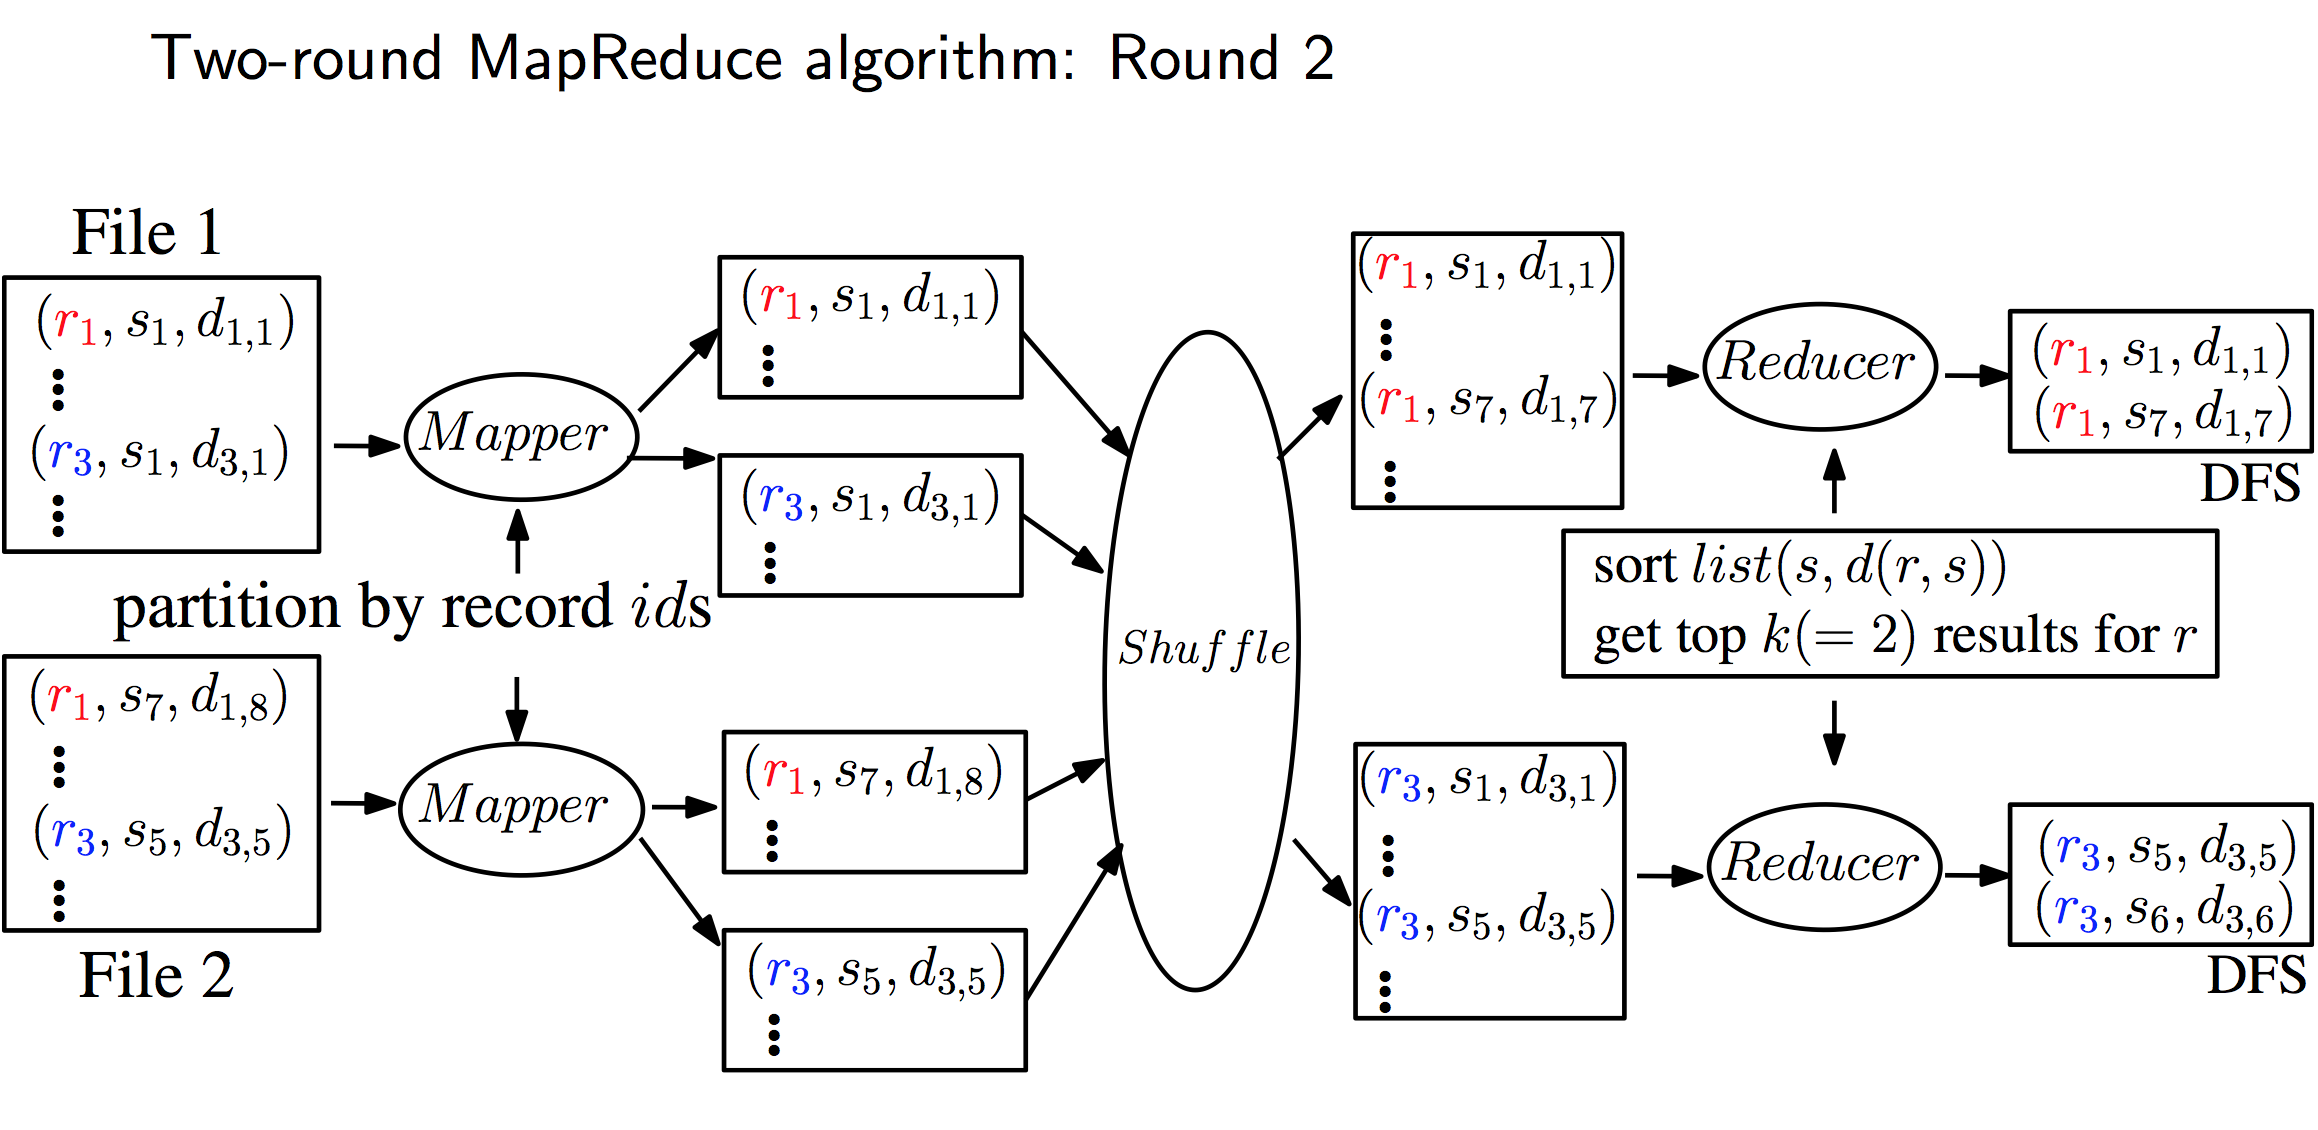 Two-round MapReduce algorithm: Round 2
File 1
(r₁, s₁, d₁,₁)
⋮
(r₃, s₁, d₃,₁)
⋮
Mapper
(r₁, s₁, d₁,₁)
⋮
(r₃, s₁, d₃,₁)
⋮
partition by record ids
(r₁, s₇, d₁,₈)
⋮
(r₃, s₅, d₃,₅)
⋮
File 2
Mapper
(r₁, s₇, d₁,₈)
⋮
(r₃, s₅, d₃,₅)
⋮
Shuffle
(r₁, s₁, d₁,₁)
⋮
(r₁, s₇, d₁,₇)
⋮
Reducer
(r₁, s₁, d₁,₁)
(r₁, s₇, d₁,₇)
DFS
sort list(s, d(r, s))
get top k(= 2) results for r
(r₃, s₁, d₃,₁)
⋮
(r₃, s₅, d₃,₅)
⋮
Reducer
(r₃, s₅, d₃,₅)
(r₃, s₆, d₃,₆)
DFS